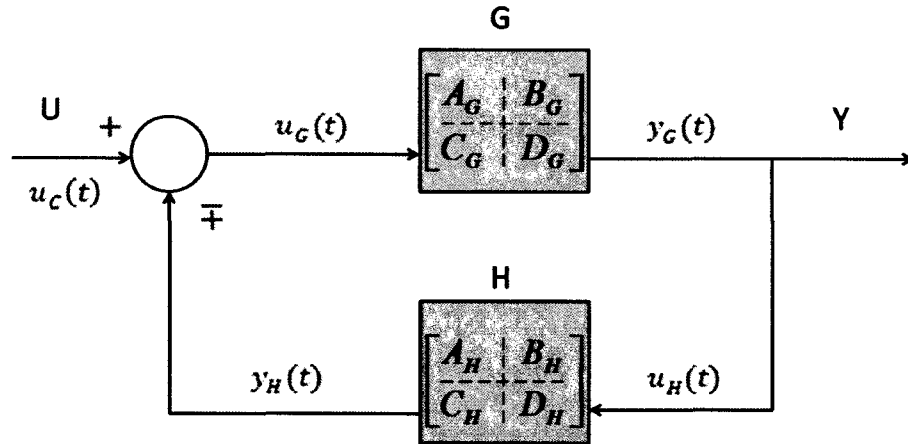 G
U
+
u_G(t)
[A_G B_G
C_G D_G]
y_G(t)
Y
u_C(t)
∓
H
y_H(t)
[A_H B_H
C_H D_H]
u_H(t)